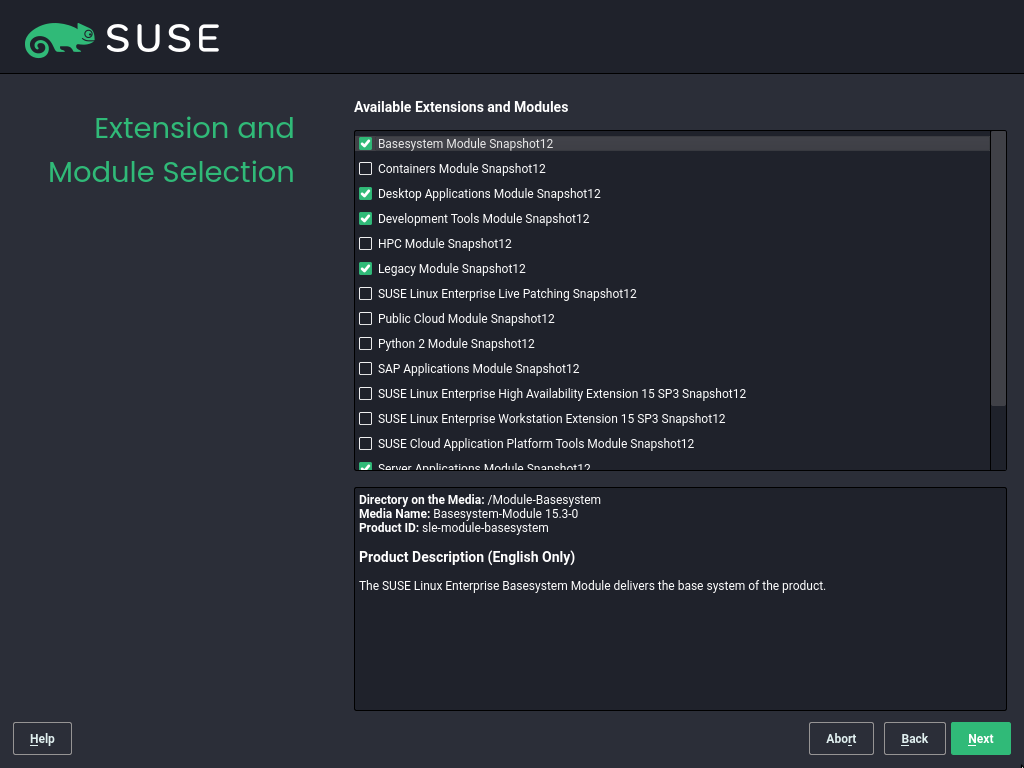 SUSE
Extension and
Module Selection
Available Extensions and Modules
Basesystem Module Snapshot12
Containers Module Snapshot12
Desktop Applications Module Snapshot12
Development Tools Module Snapshot12
HPC Module Snapshot12
Legacy Module Snapshot12
SUSE Linux Enterprise Live Patching Snapshot12
Public Cloud Module Snapshot12
Python 2 Module Snapshot12
SAP Applications Module Snapshot12
SUSE Linux Enterprise High Availability Extension 15 SP3 Snapshot12
SUSE Linux Enterprise Workstation Extension 15 SP3 Snapshot12
SUSE Cloud Application Platform Tools Module Snapshot12
Server Applications Module Snapshot12
Directory on the Media: /Module-Basesystem
Media Name: Basesystem-Module 15.3-0
Product ID: sle-module-basesystem
Product Description (English Only)
The SUSE Linux Enterprise Basesystem Module delivers the base system of the product.
Help
Abort
Back
Next